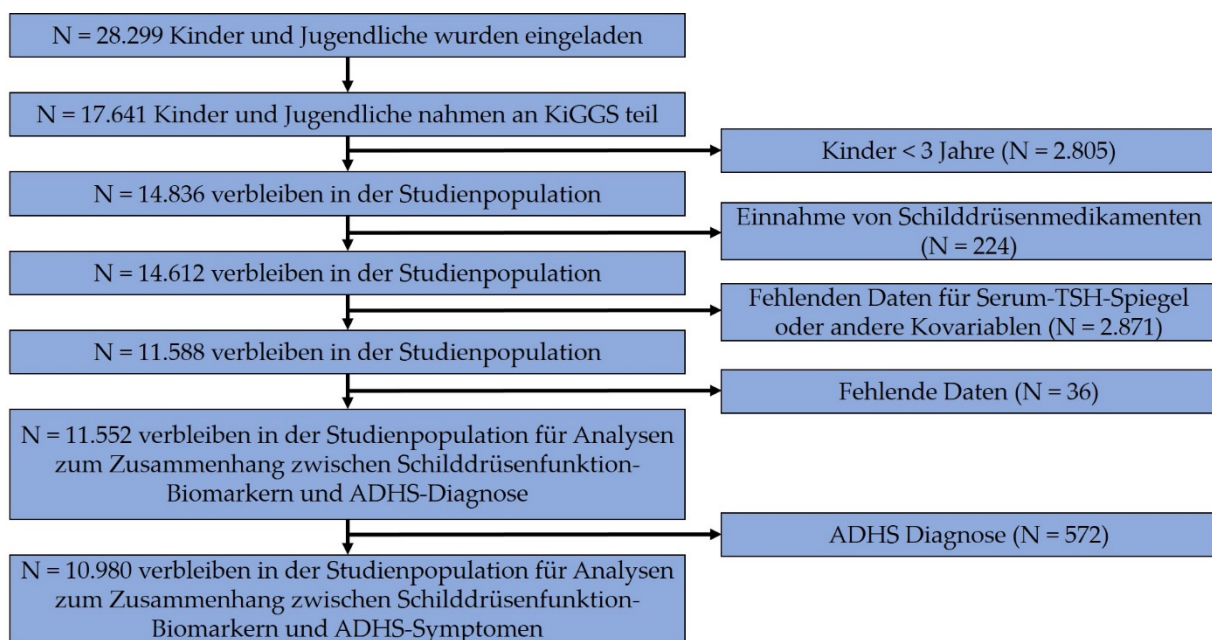 N = 28.299 Kinder und Jugendliche wurden eingeladen
N = 17.641 Kinder und Jugendliche nahmen an KiGGS teil
Kinder < 3 Jahre (N = 2.805)
N = 14.836 verbleiben in der Studienpopulation
Einnahme von Schilddrüsenmedikamenten
(N = 224)
N = 14.612 verbleiben in der Studienpopulation
Fehlenden Daten für Serum-TSH-Spiegel
oder andere Kovariablen (N = 2.871)
N = 11.588 verbleiben in der Studienpopulation
Fehlende Daten (N = 36)
N = 11.552 verbleiben in der Studienpopulation für Analysen
zum Zusammenhang zwischen Schilddrüsenfunktion-
Biomarkern und ADHS-Diagnose
ADHS Diagnose (N = 572)
N = 10.980 verbleiben in der Studienpopulation für Analysen
zum Zusammenhang zwischen Schilddrüsenfunktion-
Biomarkern und ADHS-Symptomen